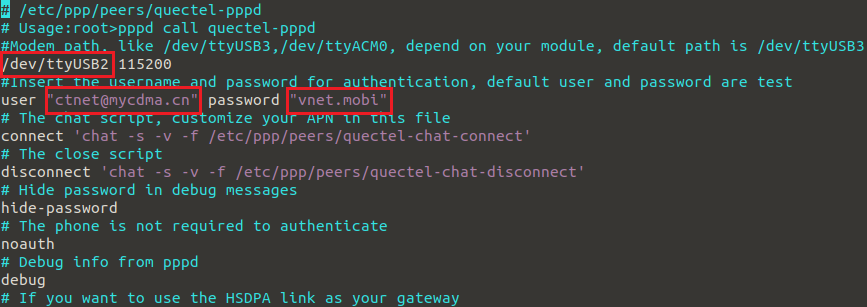 # /etc/ppp/peers/quectel-pppd
# Usage:root>pppd call quectel-pppd
#Modem path, like /dev/ttyUSB3,/dev/ttyACM0, depend on your module, default path is /dev/ttyUSB3
/dev/ttyUSB2 115200
#Insert the username and password for authentication, default user and password are test
user "ctnet@mycdma.cn" password "vnet.mobi"
# The chat script, customize your APN in this file
connect 'chat -s -v -f /etc/ppp/peers/quectel-chat-connect'
# The close script
disconnect 'chat -s -v -f /etc/ppp/peers/quectel-chat-disconnect'
# Hide password in debug messages
hide-password
# The phone is not required to authenticate
noauth
# Debug info from pppd
debug
# If you want to use the HSDPA link as your gateway